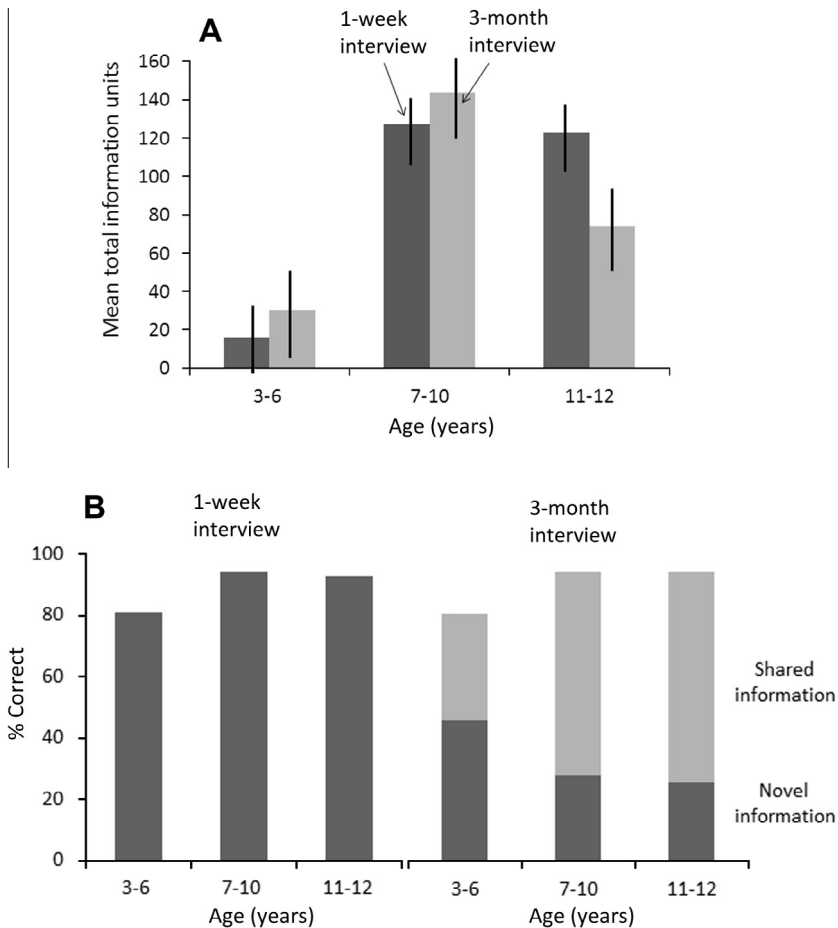 A
1-week
interview
3-month
interview
Mean total information units
160
140
120
100
80
60
40
20
0
3-6
7-10
11-12
Age (years)
B
1-week
interview
3-month
interview
% Correct
100
80
60
40
20
0
Shared
information
Novel
information
3-6
7-10
11-12
3-6
7-10
11-12
Age (years)
Age (years)